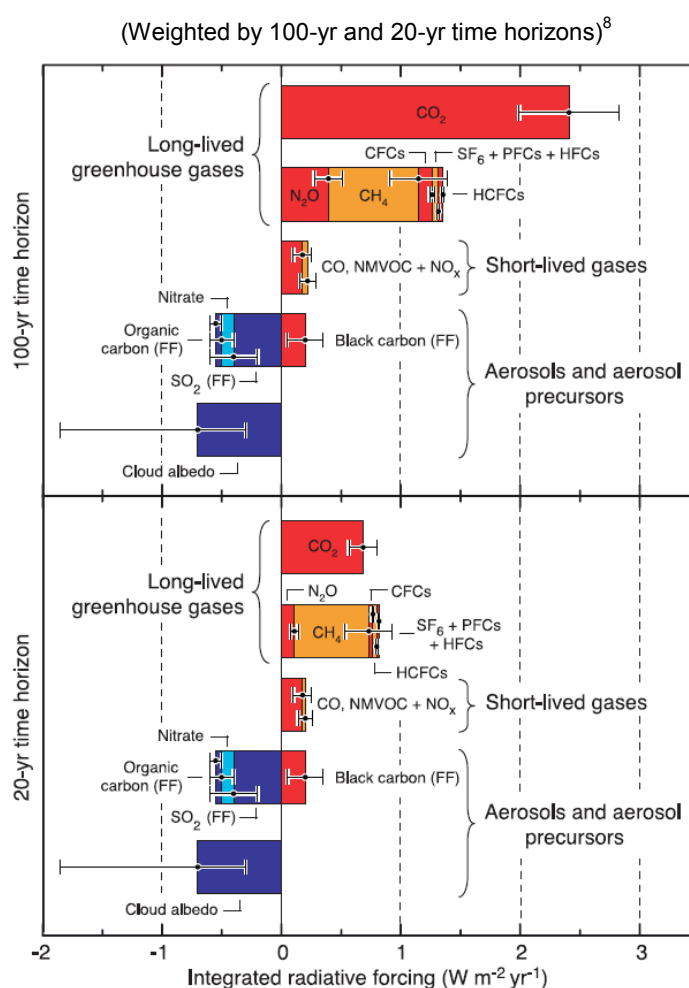 (Weighted by 100-yr and 20-yr time horizons)8
100-yr time horizon
CO2
Long-lived
greenhouse gases
CFCs
SF6 + PFCs + HFCs
N2O
CH4
HCFCs
CO, NMVOC + NOx
Short-lived gases
Nitrate
Organic
carbon (FF)
SO2 (FF)
Black carbon (FF)
Aerosols and aerosol
precursors
Cloud albedo
20-yr time horizon
CO2
Long-lived
greenhouse gases
N2O
CFCs
CH4
SF6 + PFCs
+ HFCs
HCFCs
CO, NMVOC + NOx
Short-lived gases
Nitrate
Organic
carbon (FF)
SO2 (FF)
Black carbon (FF)
Aerosols and aerosol
precursors
Cloud albedo
-2 -1 0 1 2 3
Integrated radiative forcing (W m-2 yr-1)